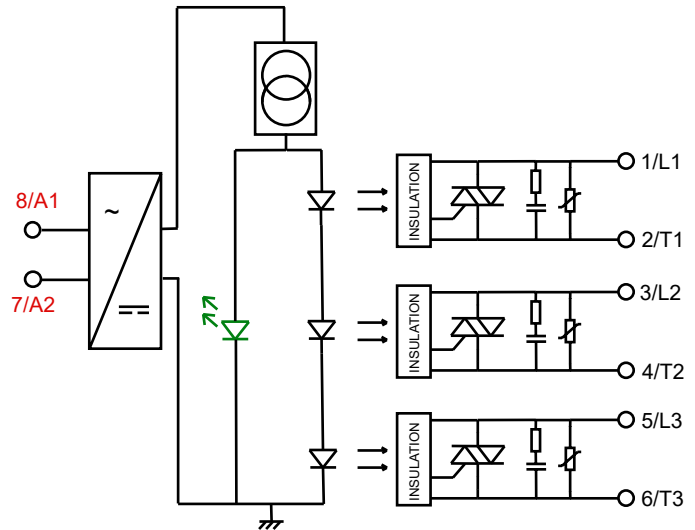 8/A1
7/A2
~
INSULATION
1/L1
2/T1
INSULATION
3/L2
4/T2
INSULATION
5/L3
6/T3